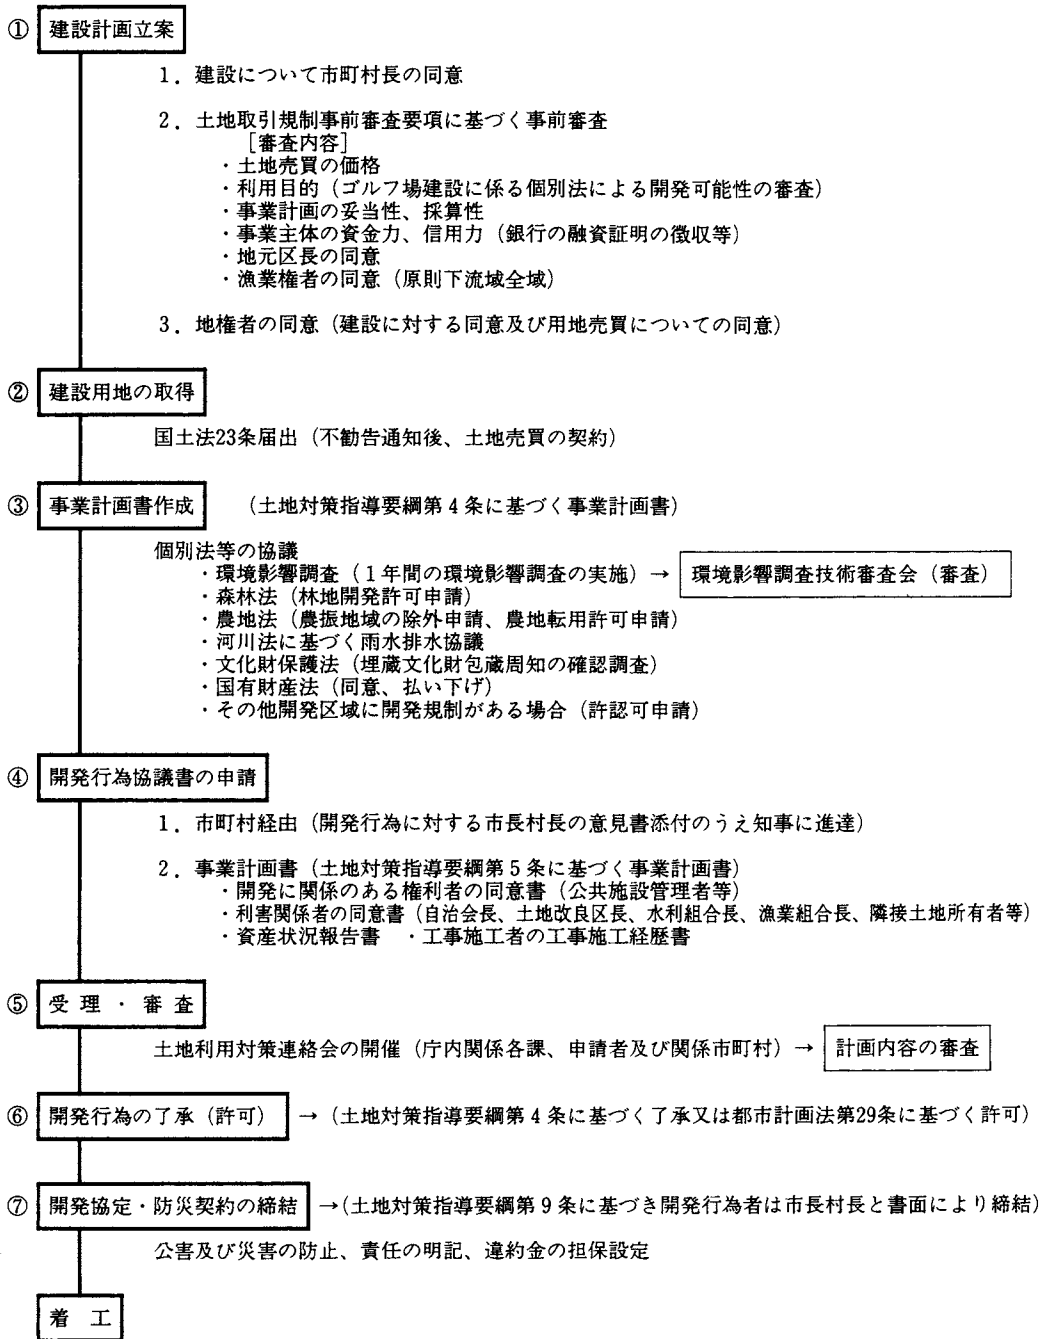 ① 建設計画立案
1．建設について市町村長の同意
2．土地取引規制事前審査要項に基づく事前審査
［審査内容］
・土地売買の価格
・利用目的（ゴルフ場建設に係る個別法による開発可能性の審査）
・事業計画の妥当性、採算性
・事業主体の資金力、信用力（銀行の融資証明の徴収等）
・地元区長の同意
・漁業権者の同意（原則下流域全域）
3．地権者の同意（建設に対する同意及び用地売買についての同意）
② 建設用地の取得
国土法23条届出（不勧告通知後、土地売買の契約）
③ 事業計画書作成 （土地対策指導要綱第4条に基づく事業計画書）
個別法等の協議
・環境影響調査（1年間の環境影響調査の実施）→ 環境影響調査技術審査会（審査）
・森林法（林地開発許可申請）
・農地法（農振地域の除外申請、農地転用許可申請）
・河川法に基づく雨水排水協議
・文化財保護法（埋蔵文化財包蔵周知の確認調査）
・国有財産法（同意、払い下げ）
・その他開発区域に開発規制がある場合（許認可申請）
④ 開発行為協議書の申請
1．市町村経由（開発行為に対する市長村長の意見書添付のうえ知事に進達）
2．事業計画書（土地対策指導要綱第5条に基づく事業計画書）
・開発に関係のある権利者の同意書（公共施設管理者等）
・利害関係者の同意書（自治会長、土地改良区長、水利組合長、漁業組合長、隣接土地所有者等）
・資産状況報告書 ・工事施工者の工事施工経歴書
⑤ 受理・審査
土地利用対策連絡会の開催（庁内関係各課、申請者及び関係市町村）→ 計画内容の審査
⑥ 開発行為の了承（許可） →（土地対策指導要綱第4条に基づく了承又は都市計画法第29条に基づく許可）
⑦ 開発協定・防災契約の締結 →（土地対策指導要綱第9条に基づき開発行為者は市長村長と書面により締結）
公害及び災害の防止、責任の明記、違約金の担保設定
着 工